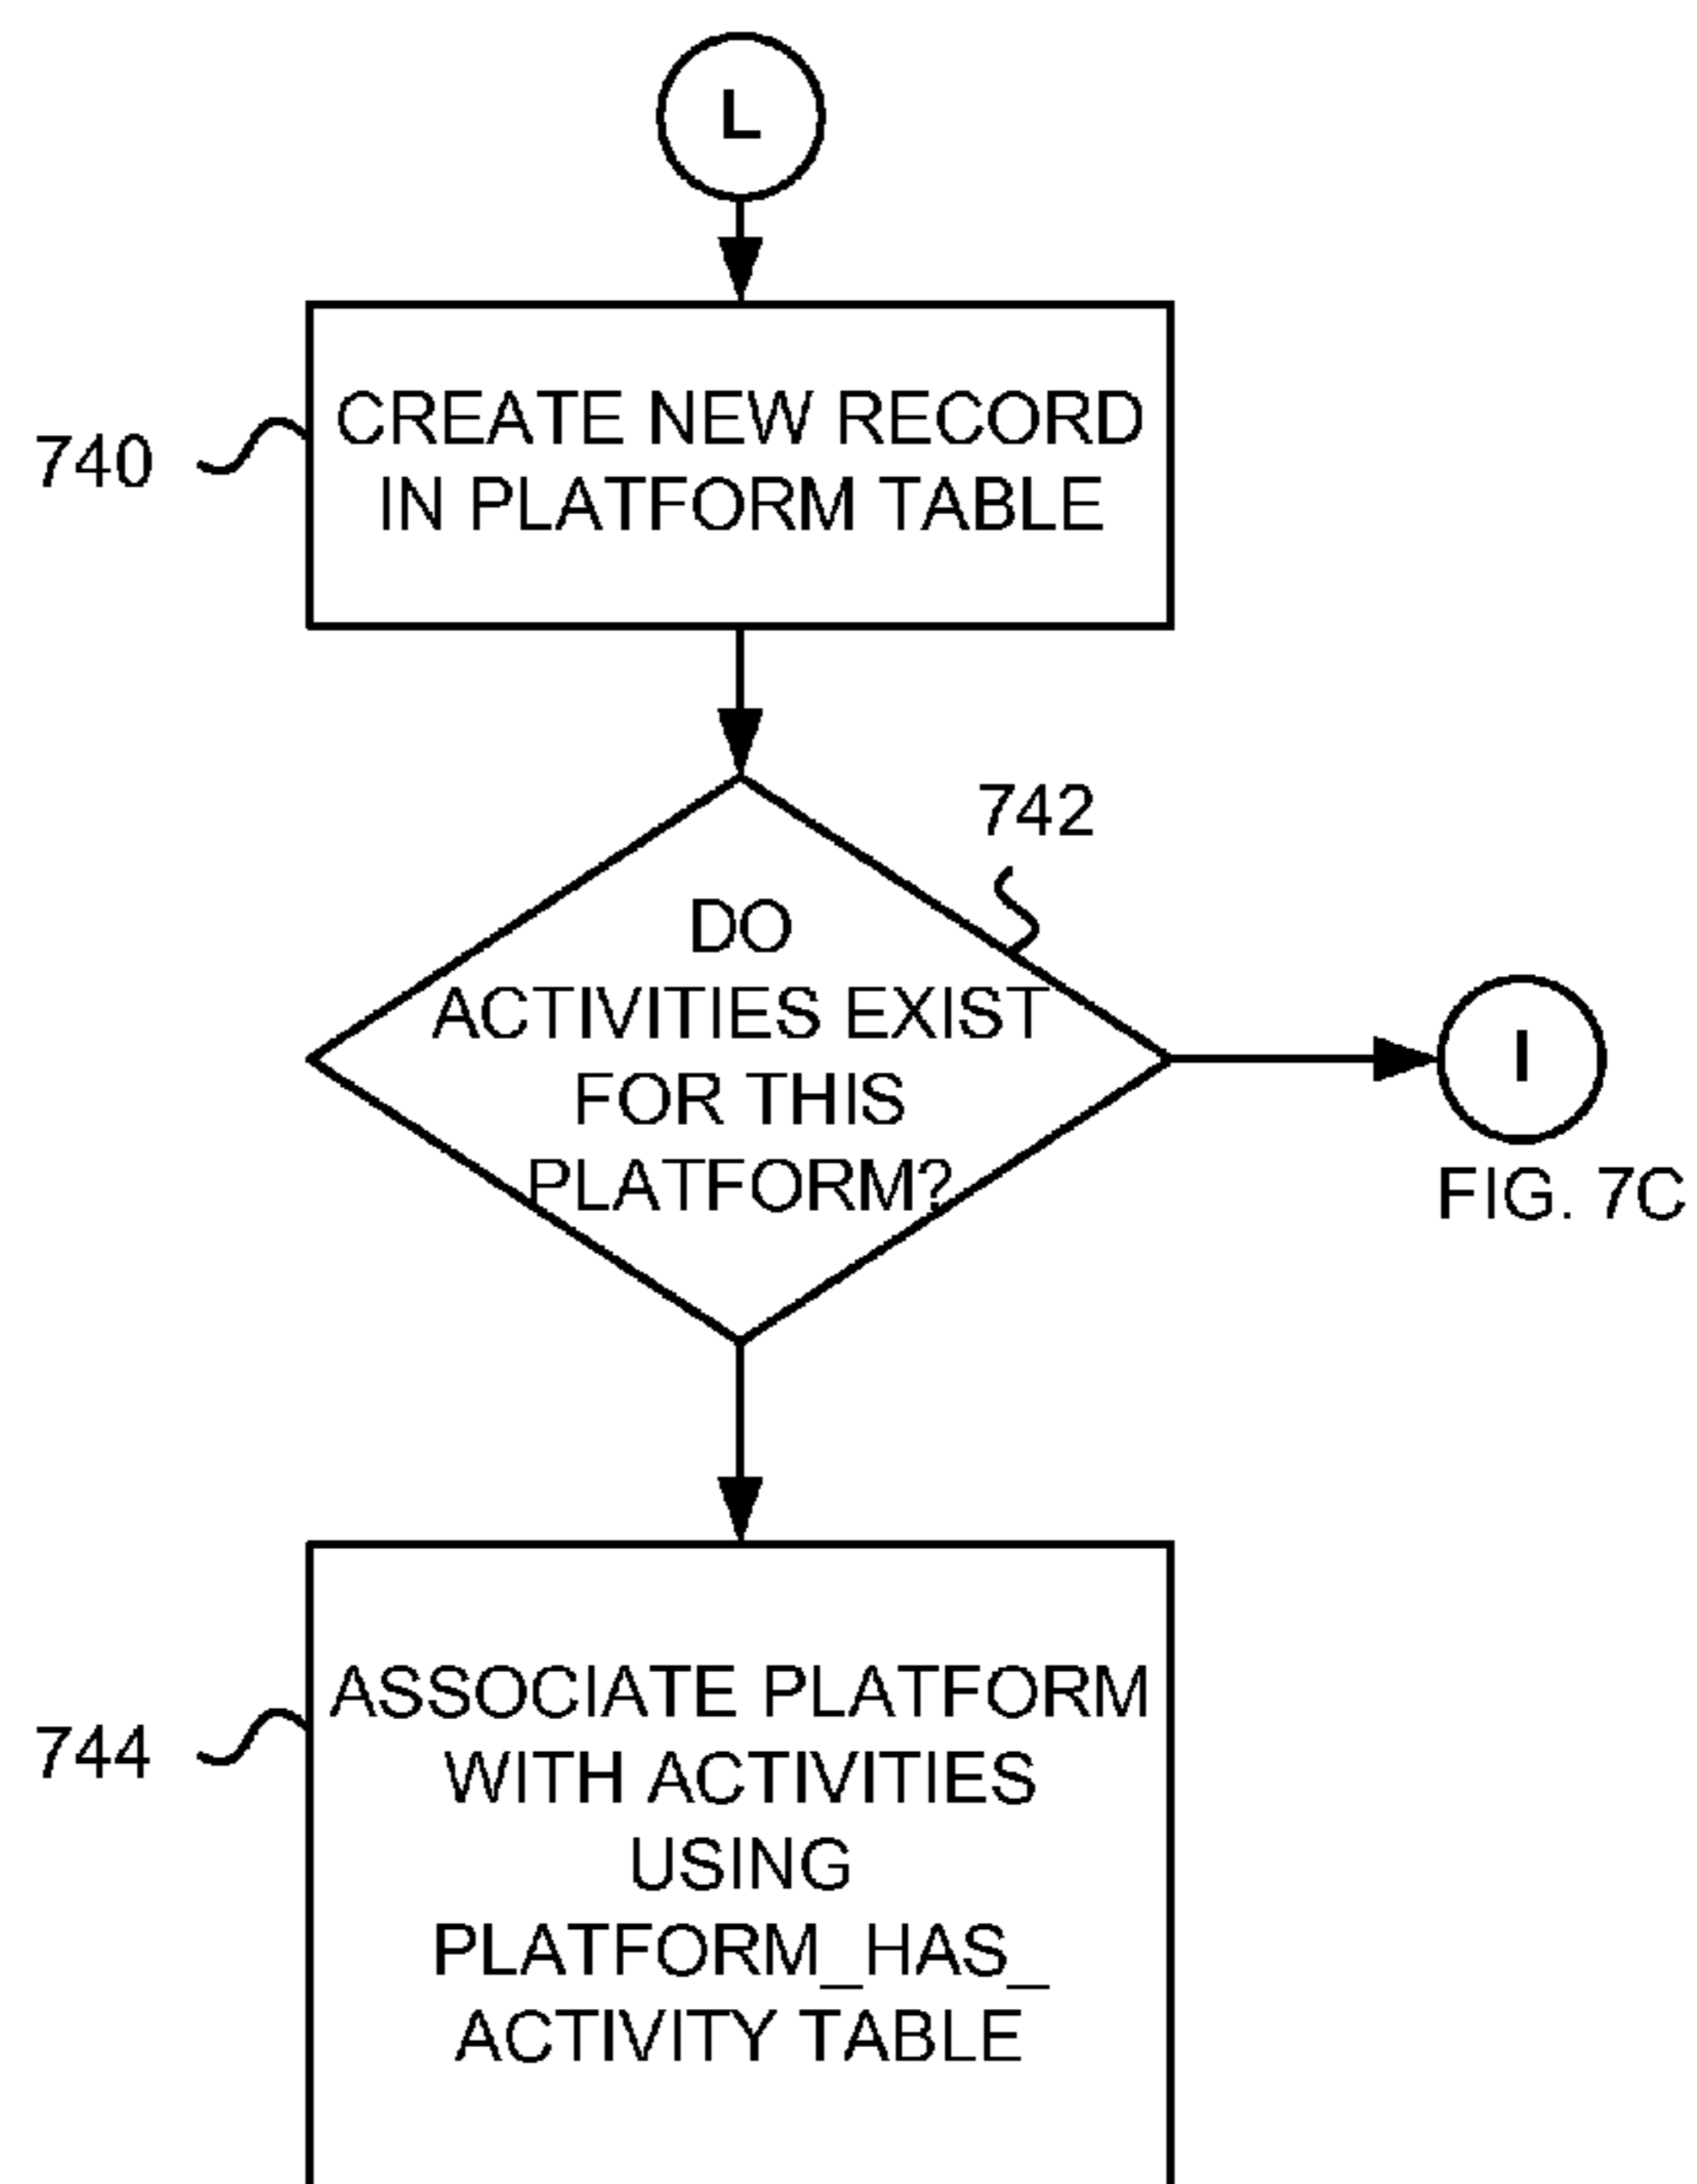 L
740
CREATE NEW RECORD
IN PLATFORM TABLE
742
DO
ACTIVITIES EXIST
FOR THIS
PLATFORM?
I
FIG. 7C
744
ASSOCIATE PLATFORM
WITH ACTIVITIES
USING
PLATFORM_HAS_
ACTIVITY TABLE